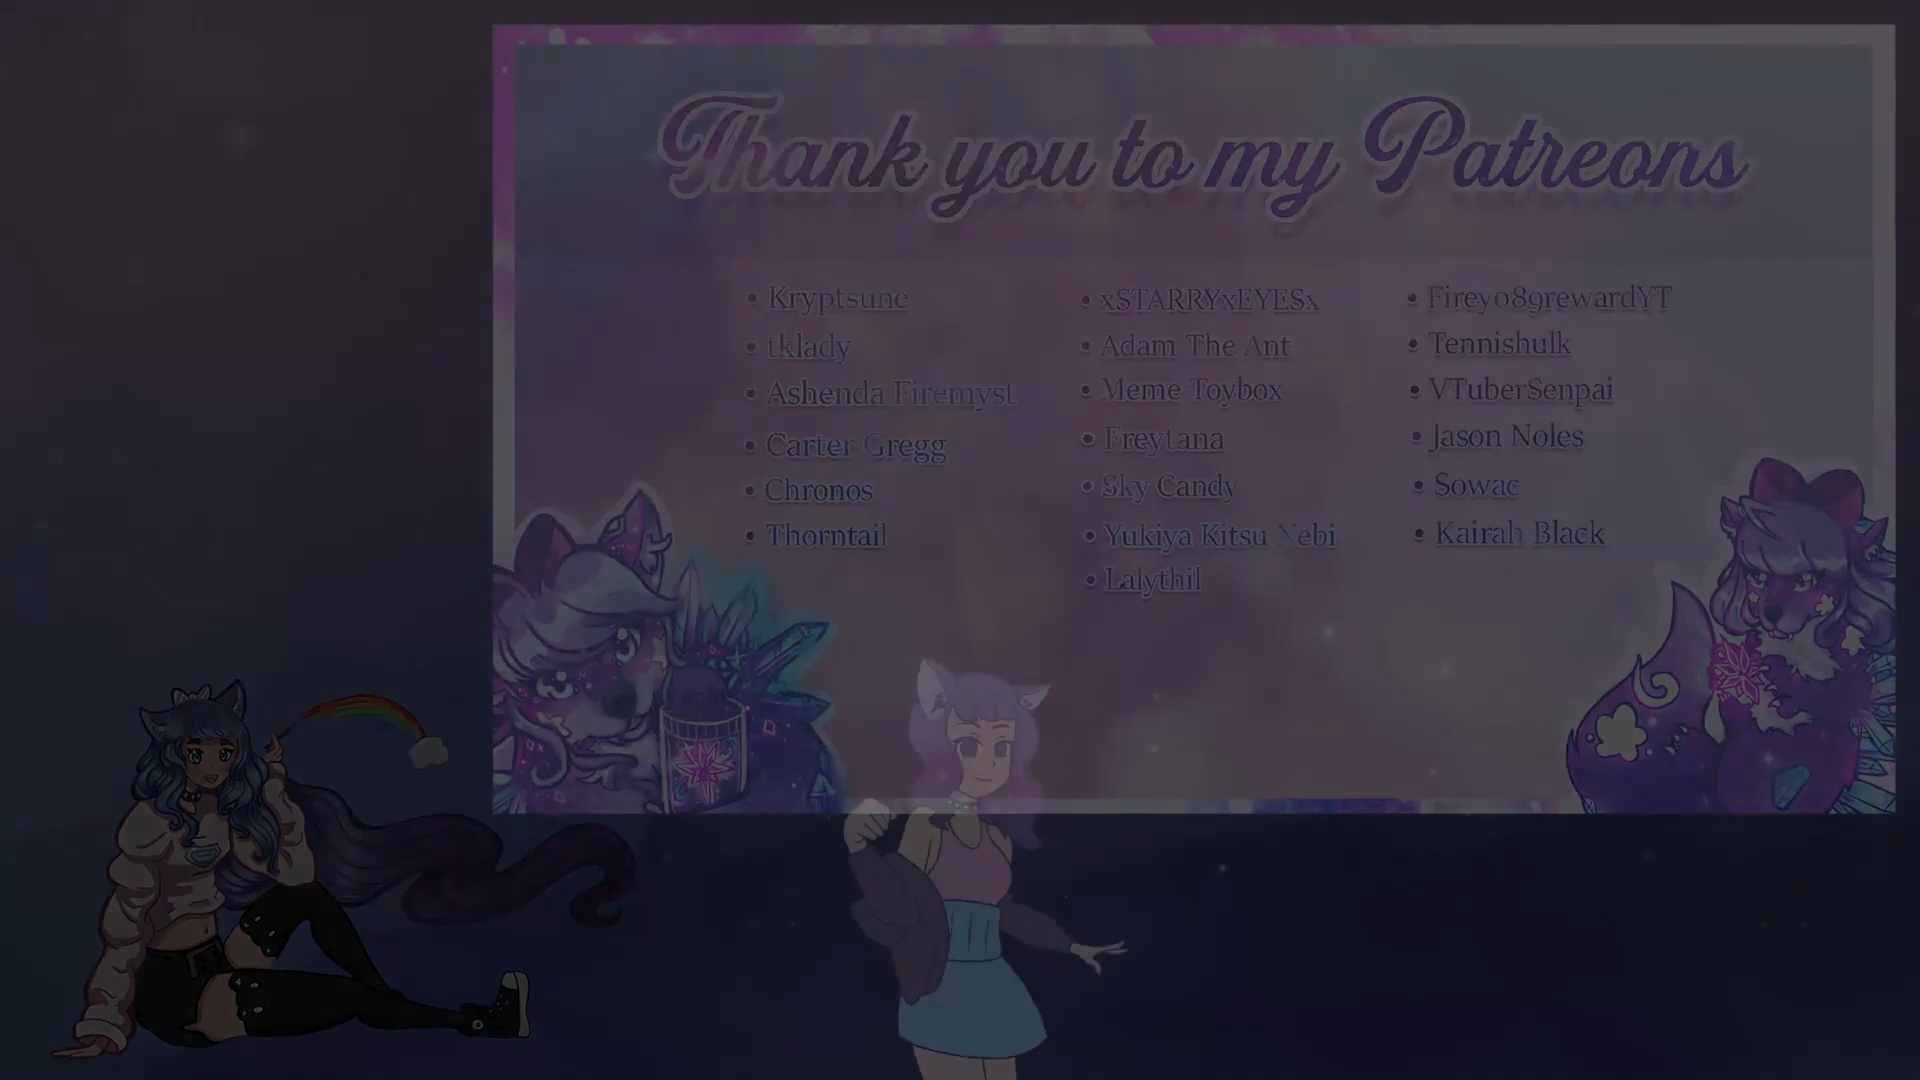 Thank you to my Patreons
• Kryptsune
• tklady
• Ashenda Firemyst
• Carter Gregg
• Chronos
• Thorntail
• xSTARRYxEYESx
• Adam The Ant
• Meme Toybox
• Freytana
• Sky Candy
• Yukiya Kitsu Nebi
• Lalythil
• Firey089rewardYT
• Tennishulk
• VTuberSenpai
• Jason Noles
• Sowac
• Kairah Black